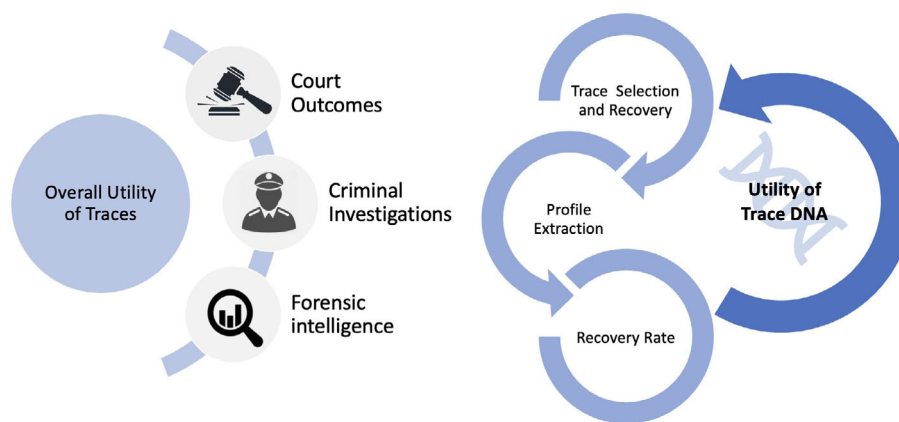 Overall Utility
of Traces
Court
Outcomes
Criminal
Investigations
Forensic
intelligence
Trace Selection
and Recovery
Profile
Extraction
Recovery Rate
Utility of
Trace DNA